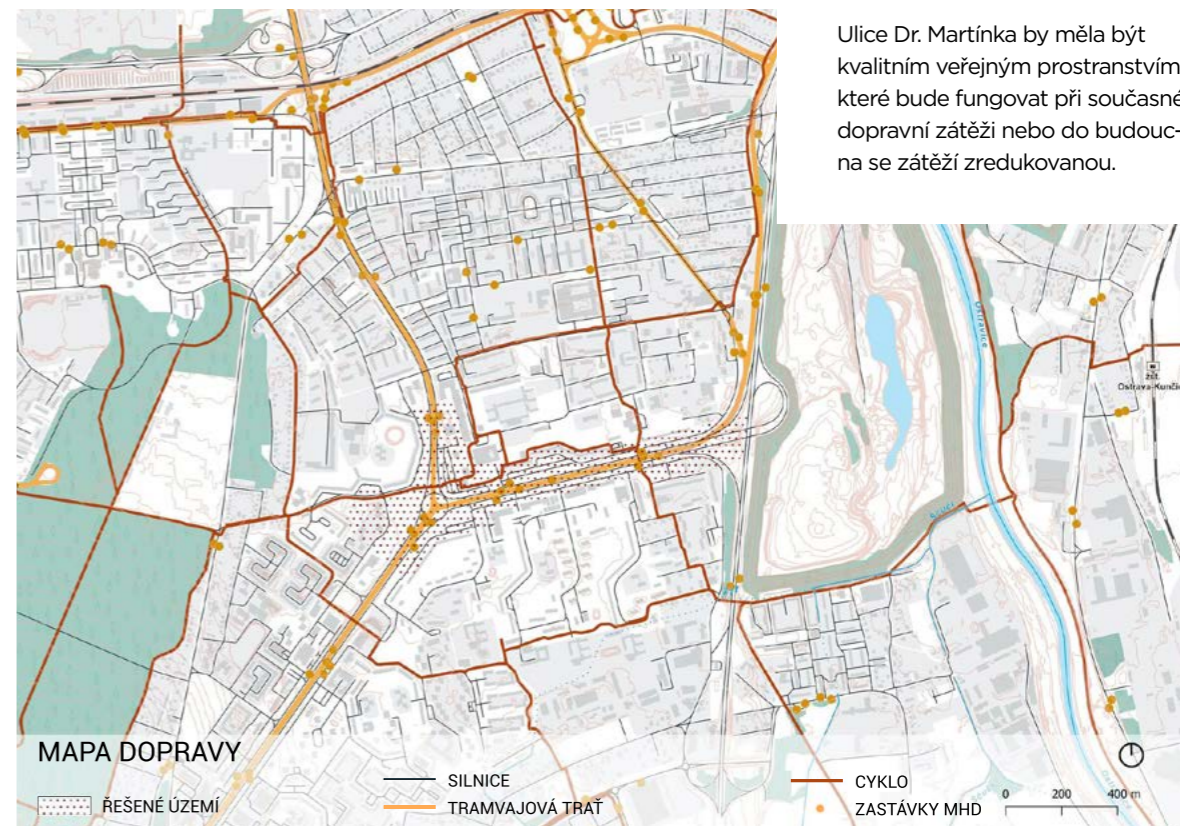 Ulice Dr. Martínka by měla být
kvalitním veřejným prostranstvím
které bude fungovat při současné
dopravní zátěži nebo do budouc-
na se zátěží zredukovanou.
Ostravice
žst.
Ostrava-Kunčic
MAPA DOPRAVY
ŘEŠENÉ ÚZEMÍ
SILNICE
TRAMVAJOVÁ TRAŤ
CYKLO
ZASTÁVKY MHD
0 200 400 m